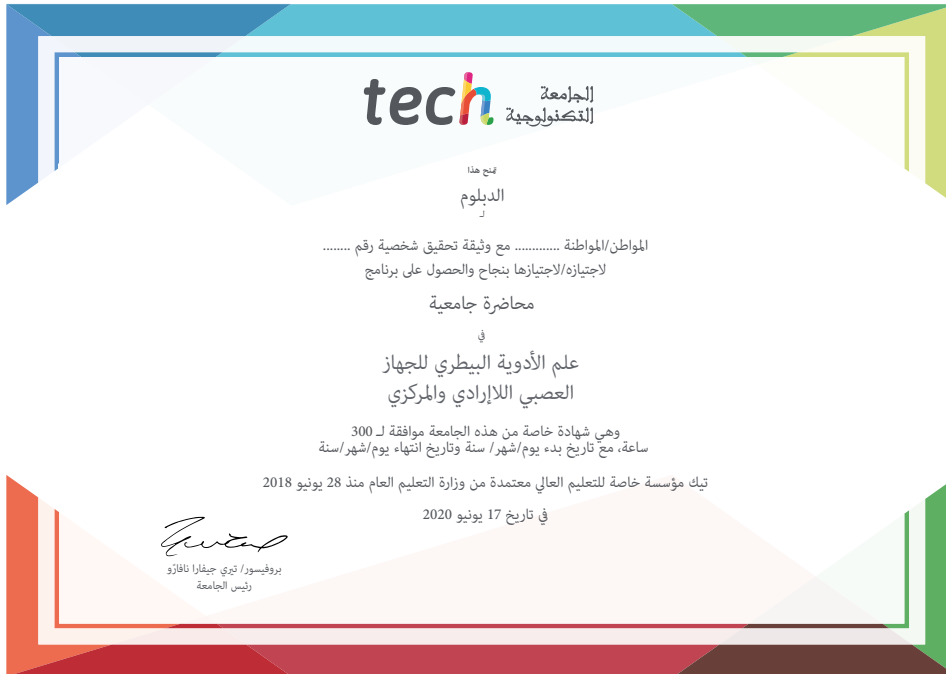 tech الجامعة
التكنولوجية
تمنح هذا
الدبلوم
لـ
المواطن/المواطنة ............. مع وثيقة تحقيق شخصية رقم ........
لاجتيازه/لاجتيازها بنجاح والحصول على برنامج
محاضرة جامعية
في
علم الأدوية البيطري للجهاز
العصبي اللاإرادي والمركزي
وهي شهادة خاصة من هذه الجامعة موافقة لـ 300
ساعة، مع تاريخ بدء يوم/شهر/ سنة وتاريخ انتهاء يوم/شهر/سنة
تيك مؤسسة خاصة للتعليم العالي معتمدة من وزارة التعليم العام منذ 28 يونيو 2018
في تاريخ 17 يونيو 2020
بروفيسور/ تيري جيفارا نافارّو
رئيس الجامعة